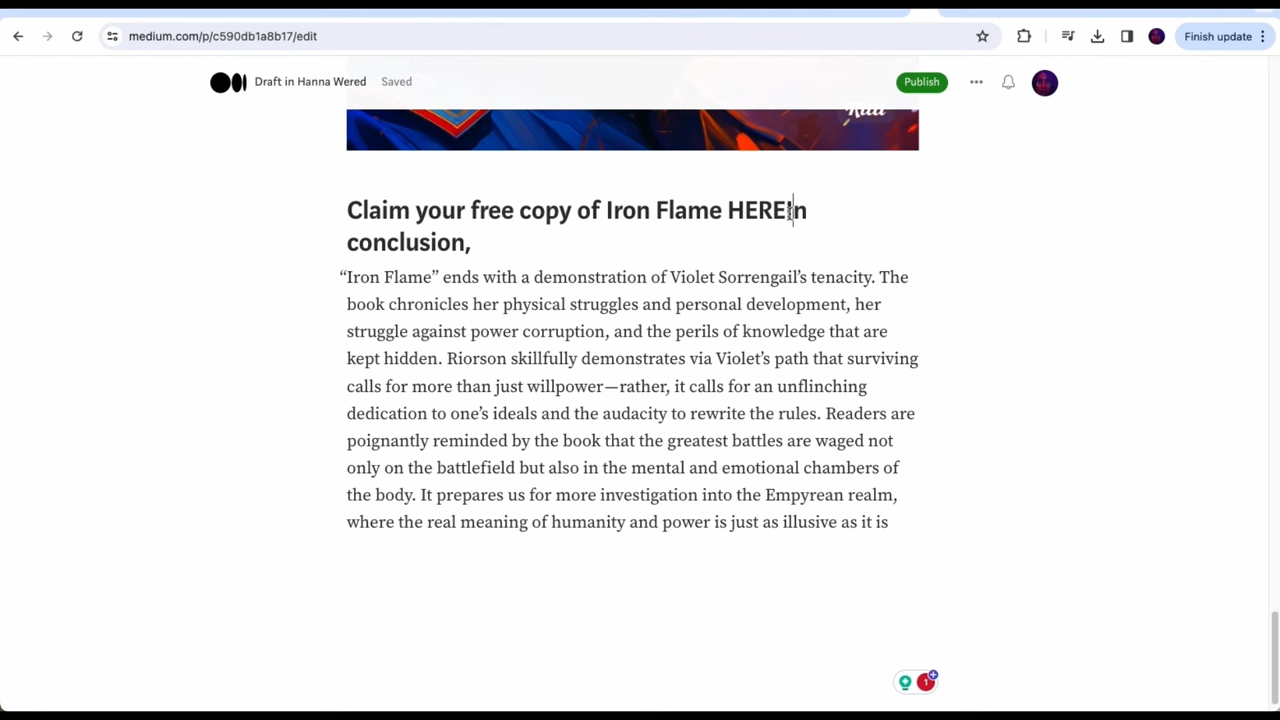 medium.com/p/c590db1a8b17/edit
Finish update
Draft in Hanna Wered
Saved
Publish
Claim your free copy of Iron Flame HEREIn
conclusion,
“Iron Flame” ends with a demonstration of Violet Sorrengail’s tenacity. The
book chronicles her physical struggles and personal development, her
struggle against power corruption, and the perils of knowledge that are
kept hidden. Riorson skillfully demonstrates via Violet’s path that surviving
calls for more than just willpower—rather, it calls for an unflinching
dedication to one’s ideals and the audacity to rewrite the rules. Readers are
poignantly reminded by the book that the greatest battles are waged not
only on the battlefield but also in the mental and emotional chambers of
the body. It prepares us for more investigation into the Empyrean realm,
where the real meaning of humanity and power is just as illusive as it is
1